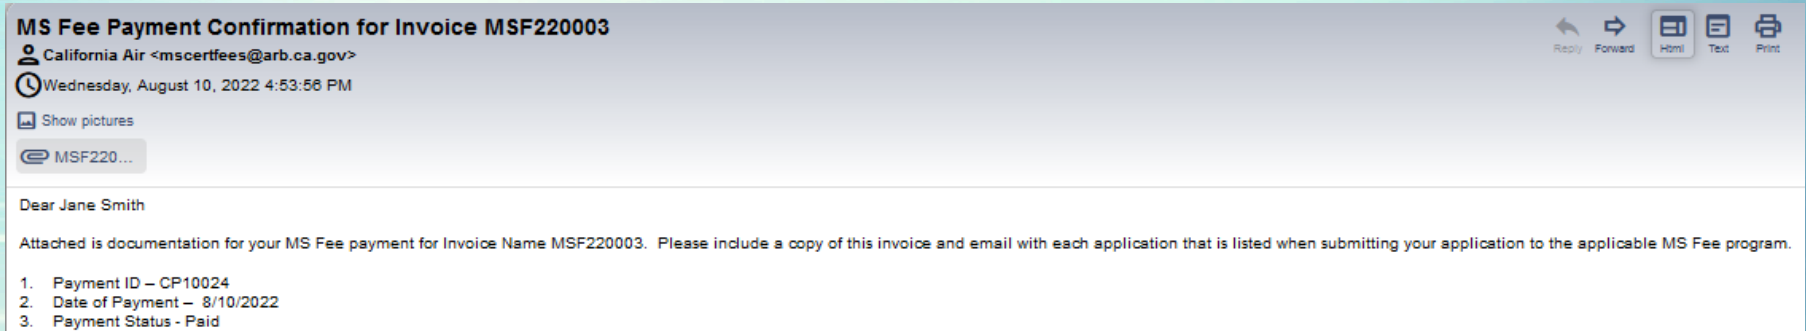 MS Fee Payment Confirmation for Invoice MSF220003
California Air <mscertfees@arb.ca.gov>
Wednesday, August 10, 2022 4:53:56 PM
Show pictures
MSF220...
Reply Forward Html Text Print
Dear Jane Smith
Attached is documentation for your MS Fee payment for Invoice Name MSF220003.  Please include a copy of this invoice and email with each application that is listed when submitting your application to the applicable MS Fee program.
1. Payment ID – CP10024
2. Date of Payment – 8/10/2022
3. Payment Status - Paid